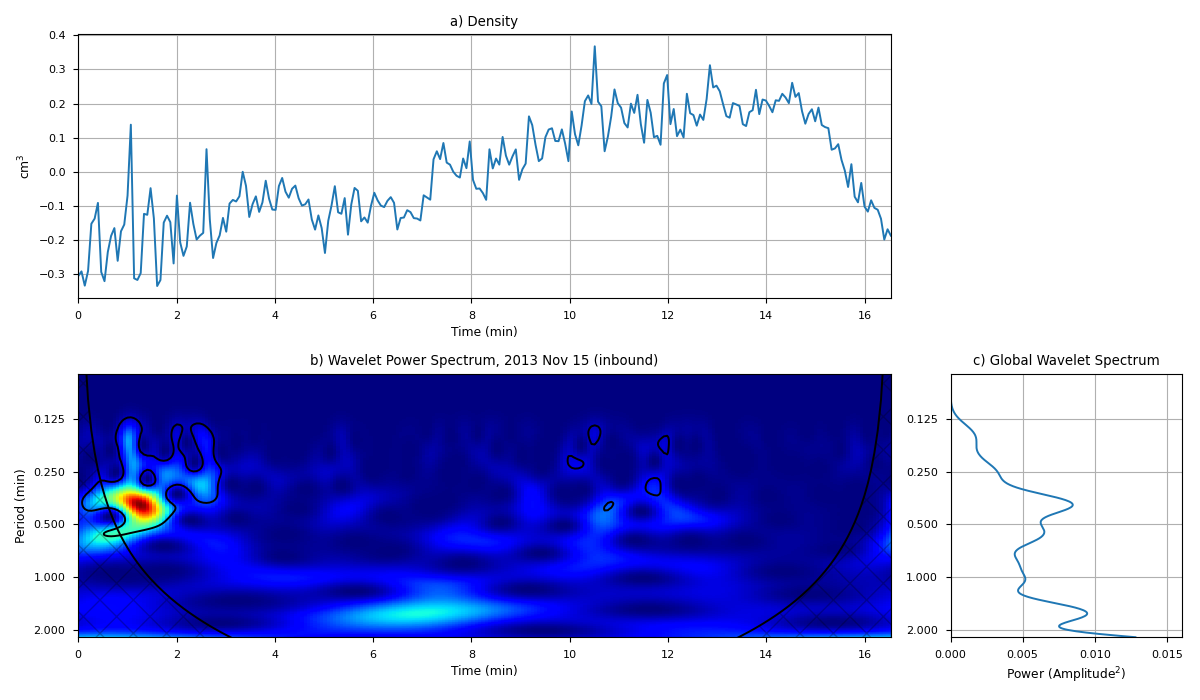 a) Density
0.4
0.3
0.2
0.1
0.0
−0.1
−0.2
−0.3
cm³
0 2 4 6 8 10 12 14 16
Time (min)
b) Wavelet Power Spectrum, 2013 Nov 15 (inbound)
0.125
0.250
0.500
1.000
2.000
Period (min)
0 2 4 6 8 10 12 14 16
Time (min)
c) Global Wavelet Spectrum
0.125
0.250
0.500
1.000
2.000
0.000 0.005 0.010 0.015
Power (Amplitude²)